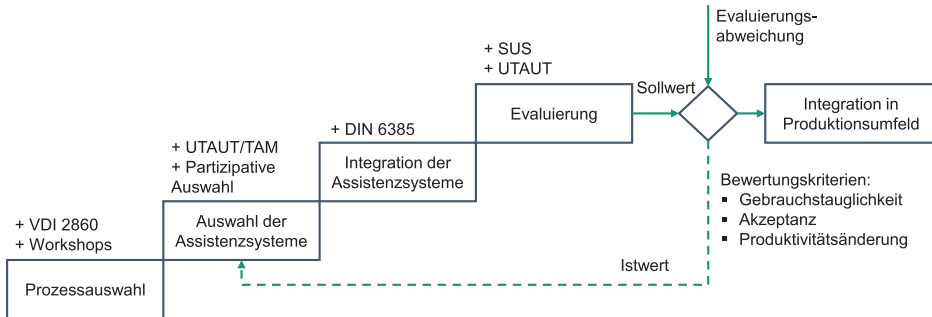 + VDI 2860
+ Workshops
Prozessauswahl
+ UTAUT/TAM
+ Partizipative
Auswahl
Auswahl der
Assistenzsysteme
+ DIN 6385
Integration der
Assistenzsysteme
+ SUS
+ UTAUT
Evaluierung
Sollwert
Evaluierungs-
abweichung
Integration in
Produktionsumfeld
Bewertungskriterien:
▪ Gebrauchstauglichkeit
▪ Akzeptanz
▪ Produktivitätsänderung
Istwert